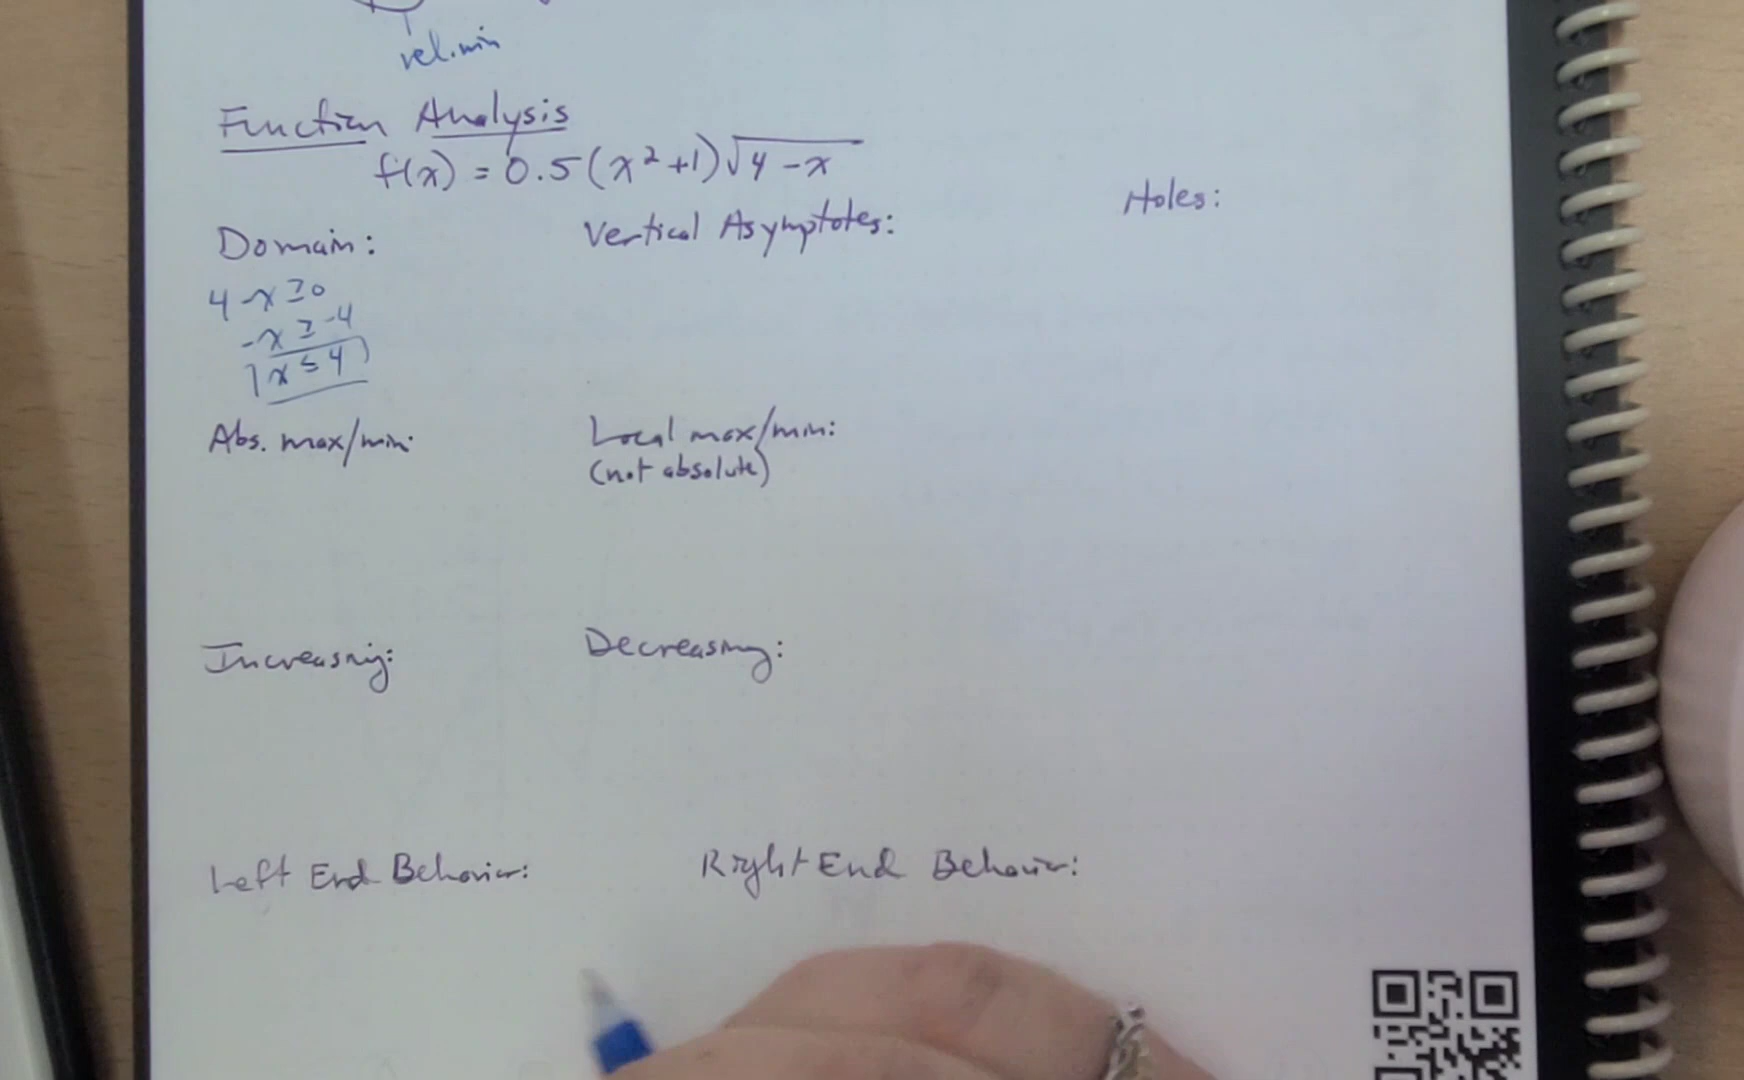 rel.min
Function Analysis
f(x) = 0.5(x²+1)√4-x
Domain:
Vertical Asymptotes:
Holes:
4-x≥0
-x≥-4
x≤4
Abs. max/min:
Local max/min:
(not absolute)
Increasing:
Decreasing:
Left End Behavior:
Right End Behavior: